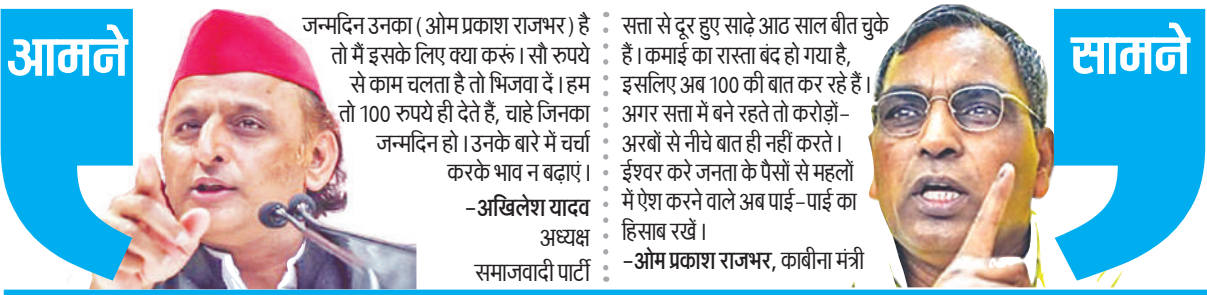 आमने
जन्मदिन उनका ( ओम प्रकाश राजभर ) है
तो मैं इसके लिए क्या करूं । सौ रुपये
से काम चलता है तो भिजवा दें । हम
तो 100 रुपये ही देते हैं, चाहे जिनका
जन्मदिन हो । उनके बारे में चर्चा
करके भाव न बढ़ाएं ।
-अखिलेश यादव
अध्यक्ष
समाजवादी पार्टी
सत्ता से दूर हुए साढ़े आठ साल बीत चुके
हैं । कमाई का रास्ता बंद हो गया है,
इसलिए अब 100 की बात कर रहे हैं ।
अगर सत्ता में बने रहते तो करोड़ों-
अरबों से नीचे बात ही नहीं करते ।
ईश्वर करे जनता के पैसों से महलों
में ऐश करने वाले अब पाई-पाई का
हिसाब रखें ।
-ओम प्रकाश राजभर, काबीना मंत्री
सामने